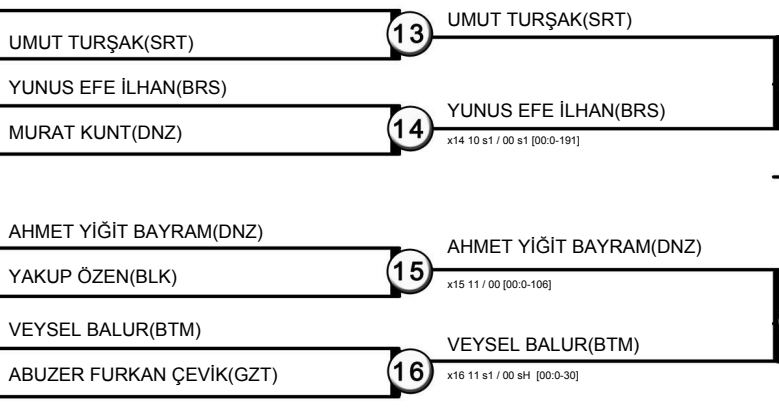 UMUT TURŞAK(SRT)
13
UMUT TURŞAK(SRT)
YUNUS EFE İLHAN(BRS)
MURAT KUNT(DNZ)
14
YUNUS EFE İLHAN(BRS)
x14 10 s1 / 00 s1 [00:0-191]
AHMET YİĞİT BAYRAM(DNZ)
YAKUP ÖZEN(BLK)
15
AHMET YİĞİT BAYRAM(DNZ)
x15 11 / 00 [00:0-106]
VEYSEL BALUR(BTM)
ABUZER FURKAN ÇEVİK(GZT)
16
VEYSEL BALUR(BTM)
x16 11 s1 / 00 sH [00:0-30]